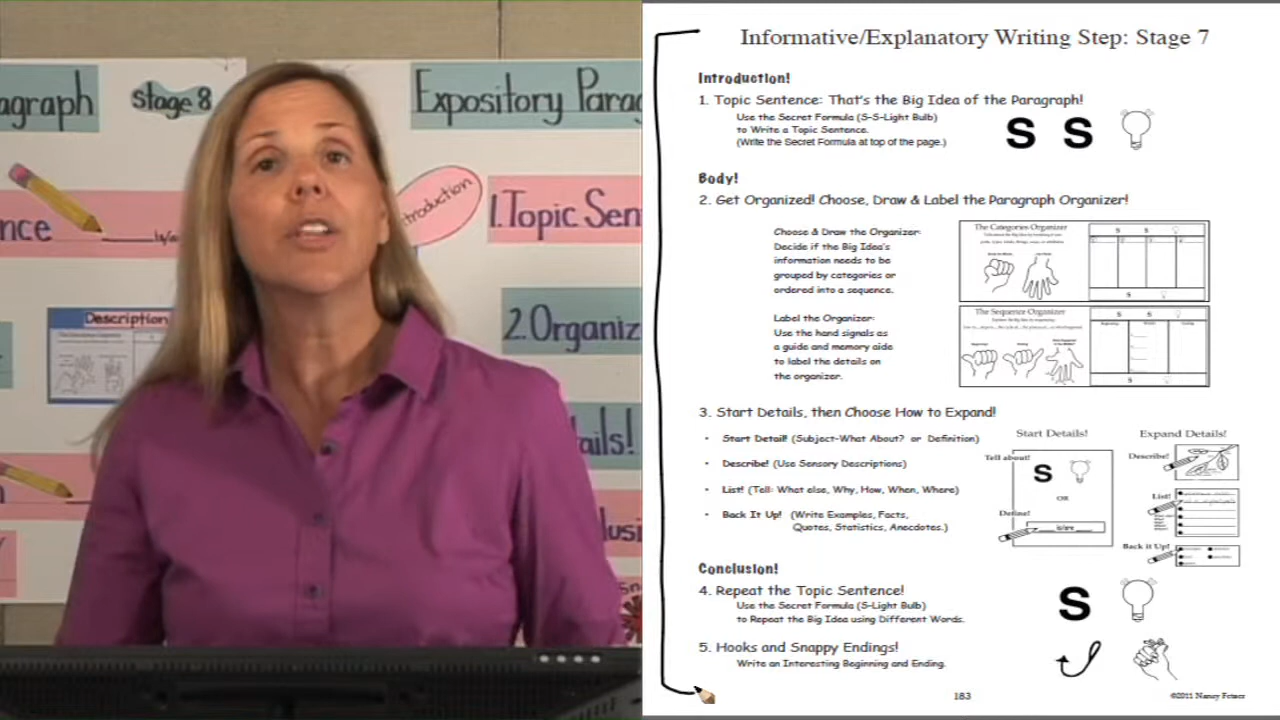 agraph
stage 8
Expository Parag
nce
Introduction
1. Topic Sen
Description
2. Organiz
ails!
lusi
Informative/Explanatory Writing Step: Stage 7
Introduction!
1. Topic Sentence: That's the Big Idea of the Paragraph!
Use the Secret Formula (S-S-Light Bulb)
to Write a Topic Sentence.
(Write the Secret Formula at top of the page.)
S S
Body!
2. Get Organized! Choose, Draw & Label the Paragraph Organizer!
Choose & Draw the Organizer:
Decide if the Big Idea's
information needs to be
grouped by categories or
ordered into a sequence.
The Categories Organizer
S S
S
Label the Organizer:
Use the hand signals as
a guide and memory aide
to label the details on
the organizer.
The Sequence Organizer
S S
S
3. Start Details, then Choose How to Expand!
• Start Detail! (Subject-What About? or Definition)
• Describe! (Use Sensory Descriptions)
• List! (Tell: What else, Why, How, When, Where)
• Back It Up! (Write Examples, Facts,
Quotes, Statistics, Anecdotes.)
Start Details!
Tell about!
S
OR
Define!
is/are
Expand Details!
Describe!
List!
Back it Up!
Conclusion!
4. Repeat the Topic Sentence!
Use the Secret Formula (S-Light Bulb)
to Repeat the Big Idea using Different Words.
S
5. Hooks and Snappy Endings!
Write an Interesting Beginning and Ending.
183
©2011 Nancy Fetzer